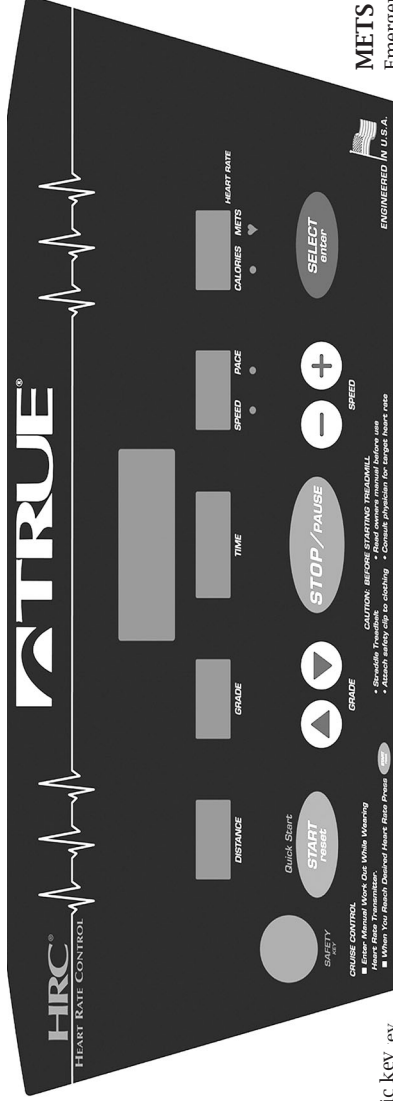 TRUE®
HRC®
HEART RATE CONTROL
DISTANCE
GRADE
TIME
SPEED PACE
CALORIES METS
HEART RATE
SAFETY
KEY
Quick Start
START
reset
GRADE
STOP/PAUSE
SPEED
SELECT
enter
CRUISE CONTROL
■ Enter Manual Work Out While Wearing
Heart Rate Transmitter.
■ When You Reach Desired Heart Rate Press
CAUTION: BEFORE STARTING TREADMILL
• Straddle Treadbelt • Read owners manual before use
• Attach safety clip to clothing • Consult physician for target heart rate
ENGINEERED IN U.S.A.
METS